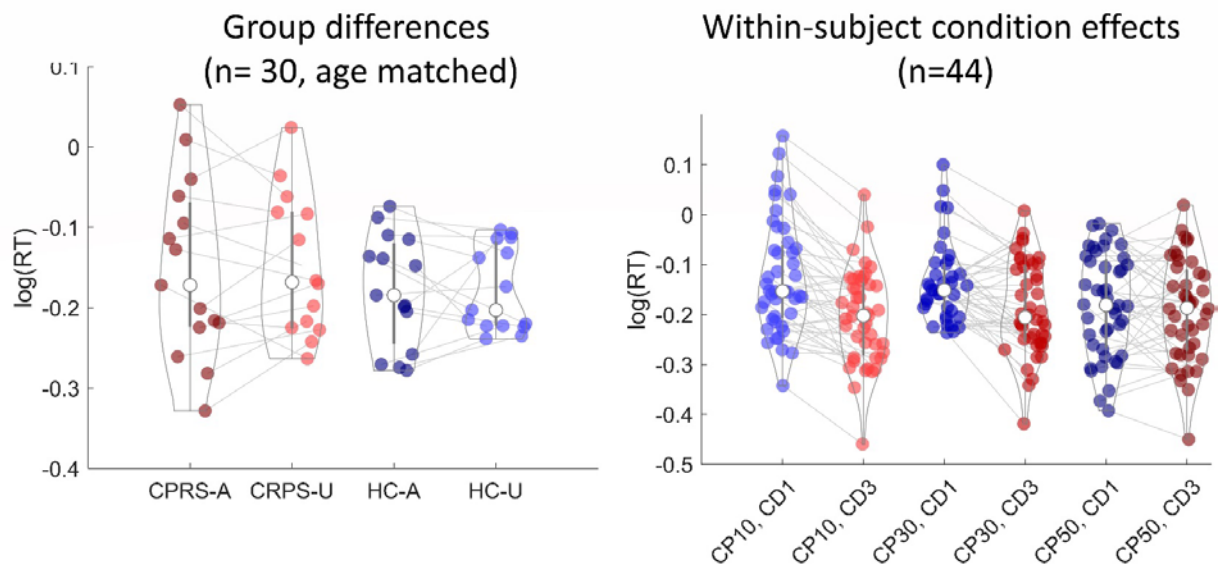 Group differences
(n= 30, age matched)
0.1
0
-0.1
-0.2
-0.3
-0.4
log(RT)
CPRS-A
CRPS-U
HC-A
HC-U
Within-subject condition effects
(n=44)
0.1
0
-0.1
-0.2
-0.3
-0.4
-0.5
log(RT)
CP10, CD1
CP10, CD3
CP30, CD1
CP30, CD3
CP50, CD1
CP50, CD3